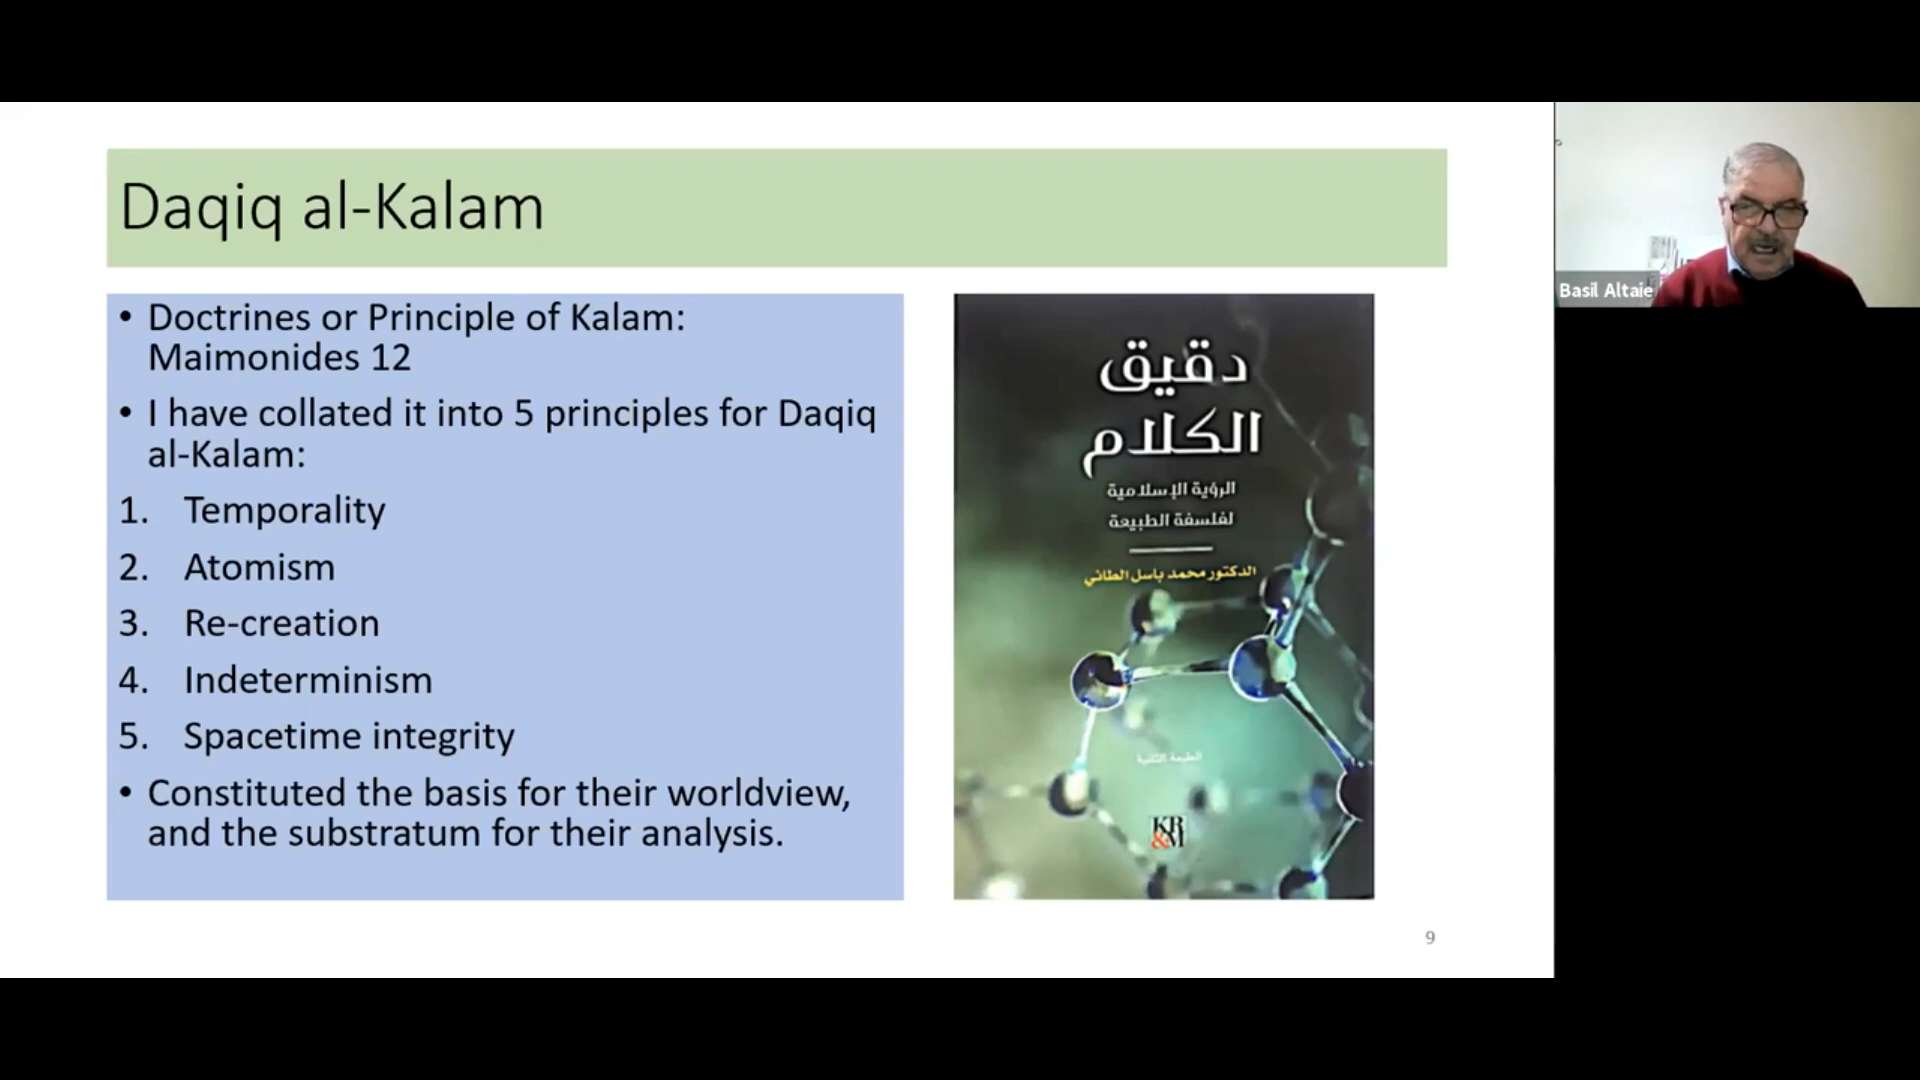 Daqiq al-Kalam
• Doctrines or Principle of Kalam:
Maimonides 12
• I have collated it into 5 principles for Daqiq
al-Kalam:
1. Temporality
2. Atomism
3. Re-creation
4. Indeterminism
5. Spacetime integrity
• Constituted the basis for their worldview,
and the substratum for their analysis.
دقيق
الكلام
الرؤية الإسلامية
لفلسفة الطبيعة
الدكتور محمد باسل الطائي
الطبعة الثانية
KR
&M
9
Basil Altaie